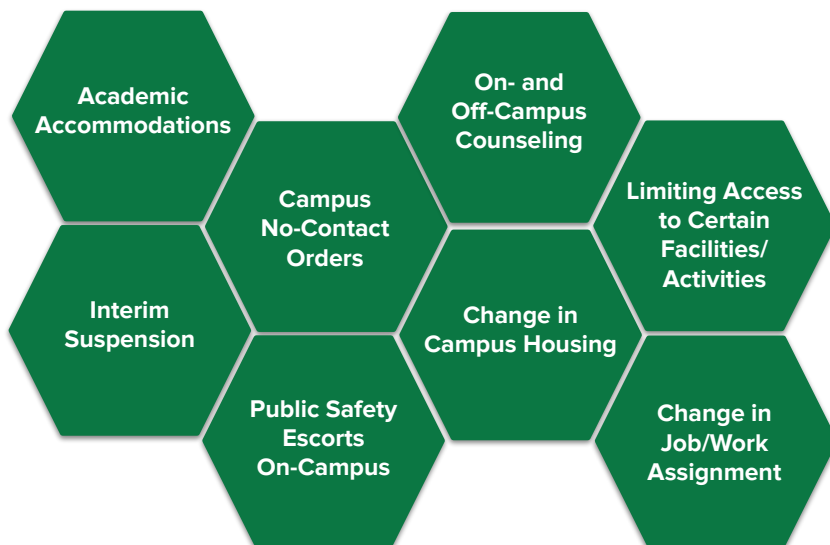 Academic
Accommodations
On- and
Off-Campus
Counseling
Campus
No-Contact
Orders
Limiting Access
to Certain
Facilities/
Activities
Interim
Suspension
Change in
Campus Housing
Public Safety
Escorts
On-Campus
Change in
Job/Work
Assignment